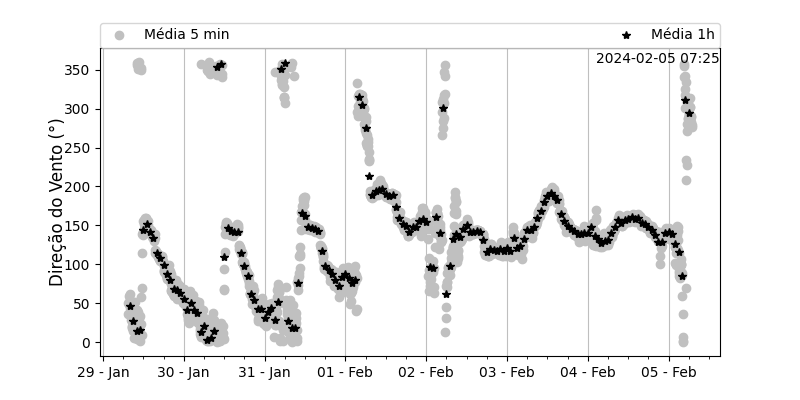 Média 5 min
Média 1h
2024-02-05 07:25
Direção do Vento (°)
350
300
250
200
150
100
50
0
29 - Jan
30 - Jan
31 - Jan
01 - Feb
02 - Feb
03 - Feb
04 - Feb
05 - Feb